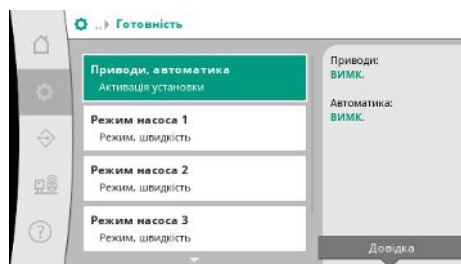 ..▸ Готовність
Приводи, автоматика
Активація установки
Режим насоса 1
Режим, швидкість
Режим насоса 2
Режим, швидкість
Режим насоса 3
Режим, швидкість
Приводи:
ВИМК.
Автоматика:
ВИМК.
Довідка